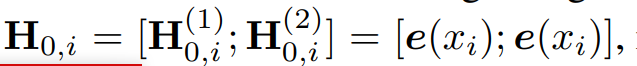 H_{0,i} = [H_{0,i}^{(1)}; H_{0,i}^{(2)}] = [e(x_i); e(x_i)],